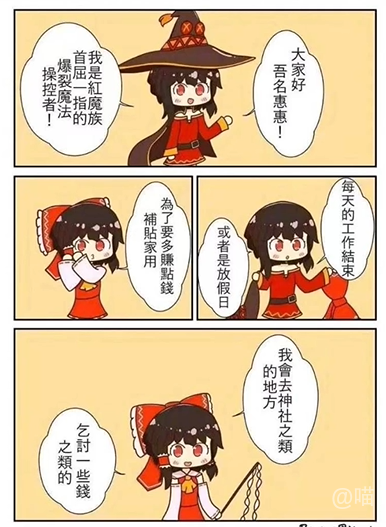 大家好
吾名惠惠！
我是紅魔族
首屈一指的
爆裂魔法
操控者！
每天的工作結束
或者是放假日
為了要多賺點錢
補貼家用
我會去神社之類
的地方
乞討一些錢
之類的
@喵